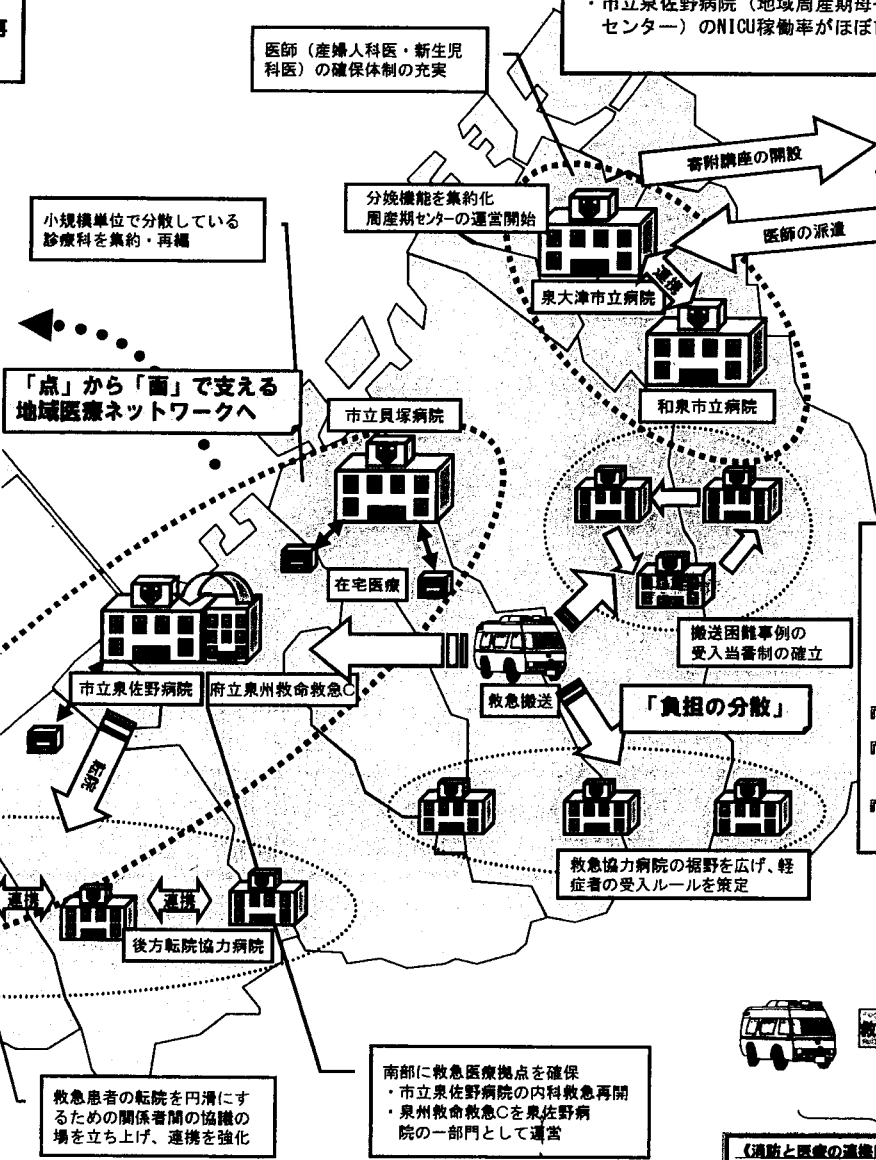 ・市立泉佐野病院（地域周産期母
センター）のNICU稼働率がほぼ
医師（産婦人科医・新生児
科医）の確保体制の充実
寄附講座の開設
分娩機能を集約化
周産期センターの運営開始
小規模単位で分散している
診療科を集約・再編
医師の派遣
連携
泉大津市立病院
「点」から「面」で支える
地域医療ネットワークへ
市立貝塚病院
和泉市立病院
在宅医療
搬送困難事例の
受入当番制の確立
市立泉佐野病院
府立泉州救命救急C
救急搬送
「負担の分散」
転院
救急協力病院の裾野を広げ、軽
症者の受入ルールを策定
連携
連携
後方転院協力病院
南部に救急医療拠点を確保
・市立泉佐野病院の内科救急再開
・泉州救命救急Cを泉佐野病
院の一部門として運営
救急患者の転院を円滑にす
るための関係者間の協議の
場を立ち上げ、連携を強化
《消防と医療の連携